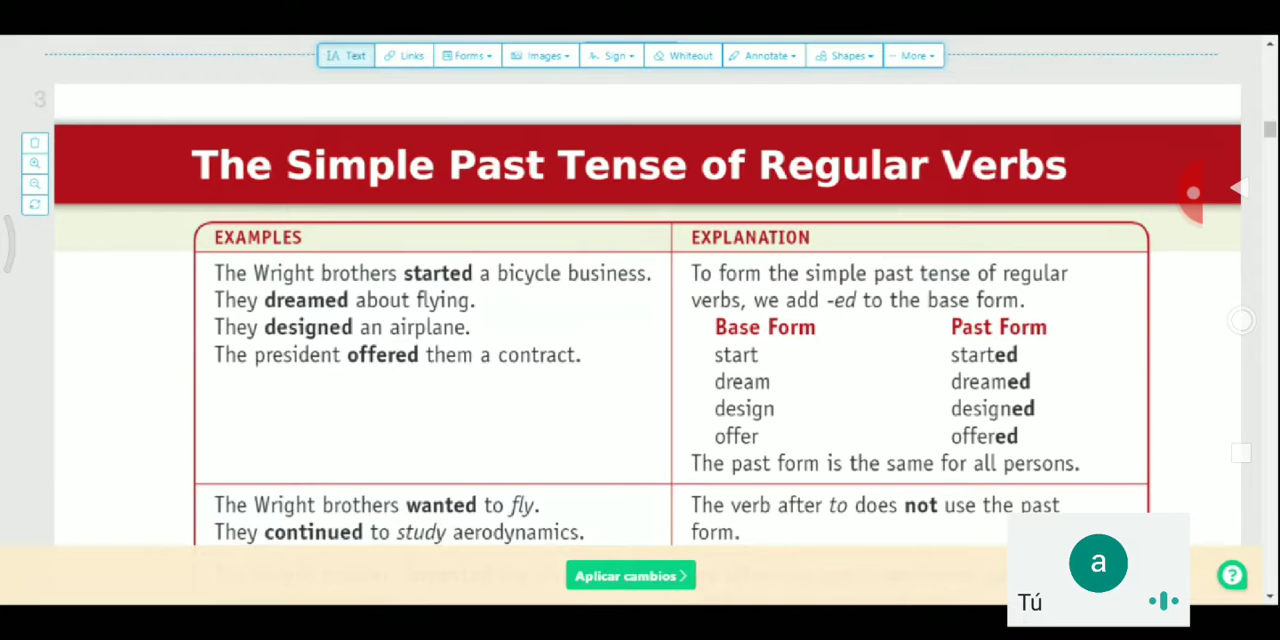 Text Links Forms Images Sign Whiteout Annotate Shapes More
3
The Simple Past Tense of Regular Verbs
EXAMPLES
The Wright brothers started a bicycle business.
They dreamed about flying.
They designed an airplane.
The president offered them a contract.
EXPLANATION
To form the simple past tense of regular
verbs, we add -ed to the base form.
Base Form Past Form
start started
dream dreamed
design designed
offer offered
The past form is the same for all persons.
The Wright brothers wanted to fly.
They continued to study aerodynamics.
The verb after to does not use the past
form.
Aplicar cambios
a
Tú
?